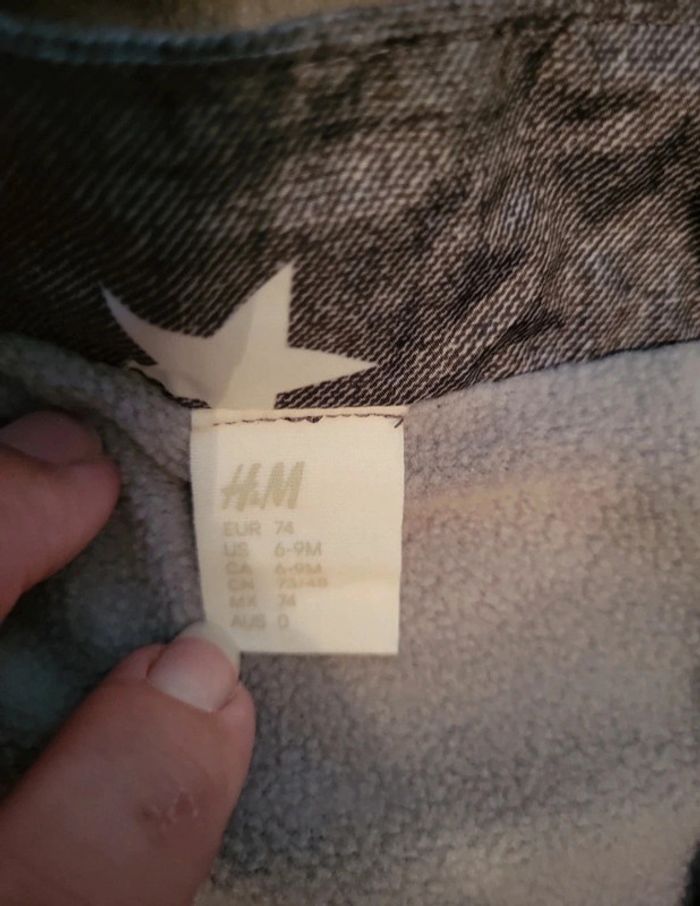 H&M
EUR 74
US 6-9M
CA 6-9M
CN 73/48
MX 74
AUS 0